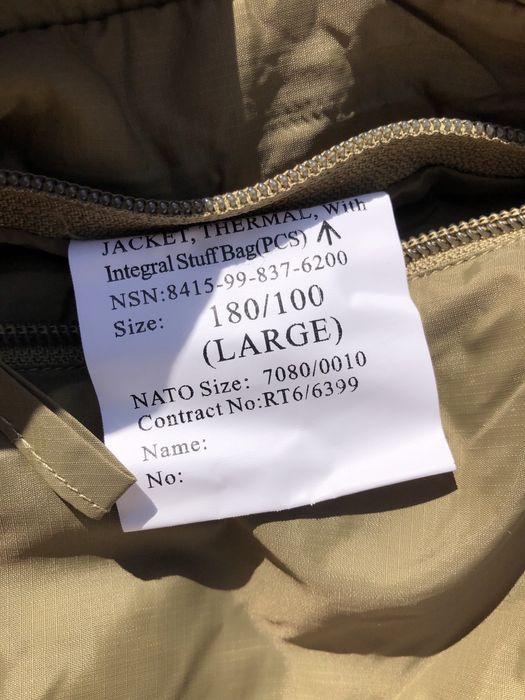 JACKET, THERMAL, With
Integral Stuff Bag(PCS) ↑
NSN:8415-99-837-6200
Size: 180/100
(LARGE)
NATO Size: 7080/0010
Contract No:RT6/6399
Name:
No: